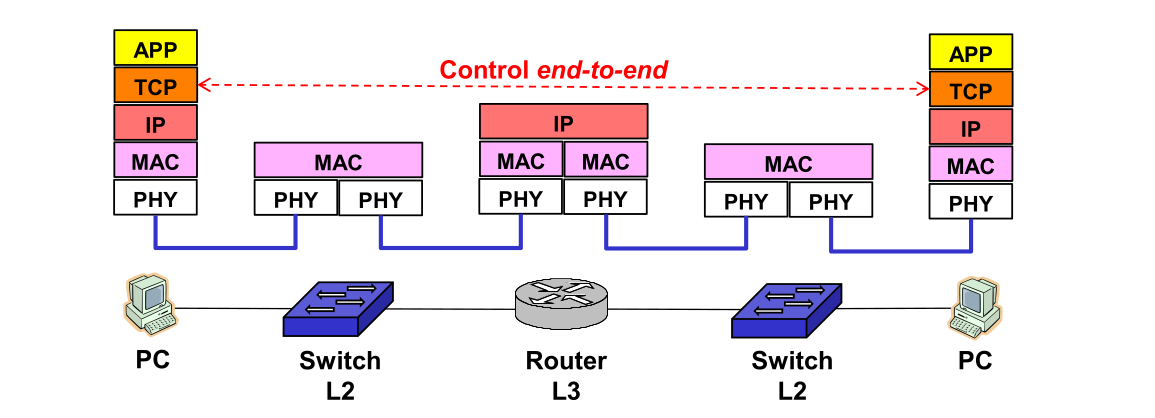 APP
TCP
IP
MAC
PHY
MAC
PHY PHY
Control end-to-end
IP
MAC MAC
PHY PHY
MAC
PHY PHY
APP
TCP
IP
MAC
PHY
PC
Switch
L2
Router
L3
Switch
L2
PC